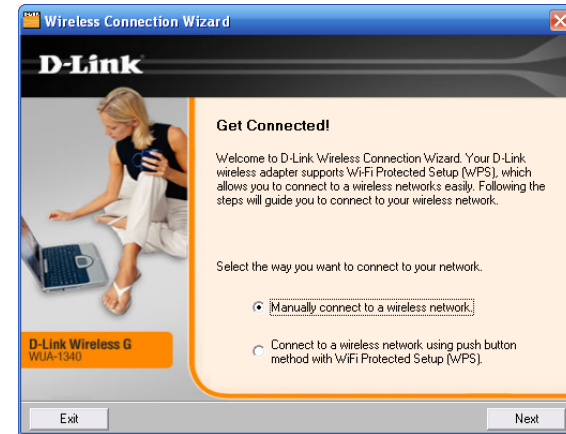 Wireless Connection Wizard
D-Link
Get Connected!
Welcome to D-Link Wireless Connection Wizard. Your D-Link
wireless adapter supports Wi-Fi Protected Setup (WPS), which
allows you to connect to a wireless networks easily. Following the
steps will guide you to connect to your wireless network.
Select the way you want to connect to your network.
Manually connect to a wireless network.
Connect to a wireless network using push button
method with WiFi Protected Setup (WPS).
D-Link Wireless G
WUA-1340
Exit
Next